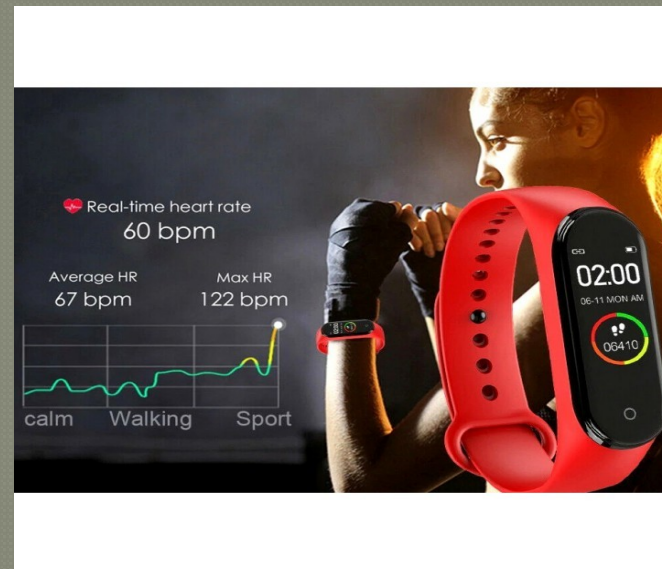 Real-time heart rate
60 bpm
Average HR
67 bpm
Max HR
122 bpm
calm Walking Sport
02:00
06-11 MON AM
06410